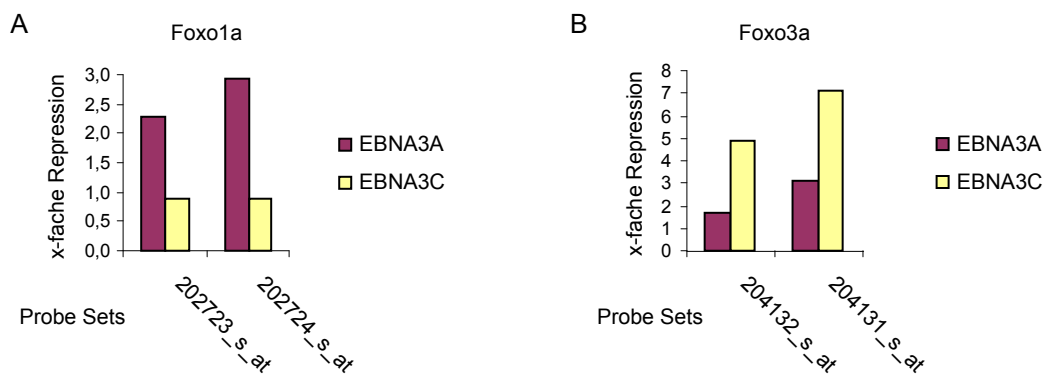 A
Foxo1a
x-fache Repression
3,0
2,5
2,0
1,5
1,0
0,5
0,0
EBNA3A
EBNA3C
Probe Sets
202723_s_at
202724_s_at
B
Foxo3a
x-fache Repression
8
7
6
5
4
3
2
1
0
EBNA3A
EBNA3C
Probe Sets
204132_s_at
204131_s_at